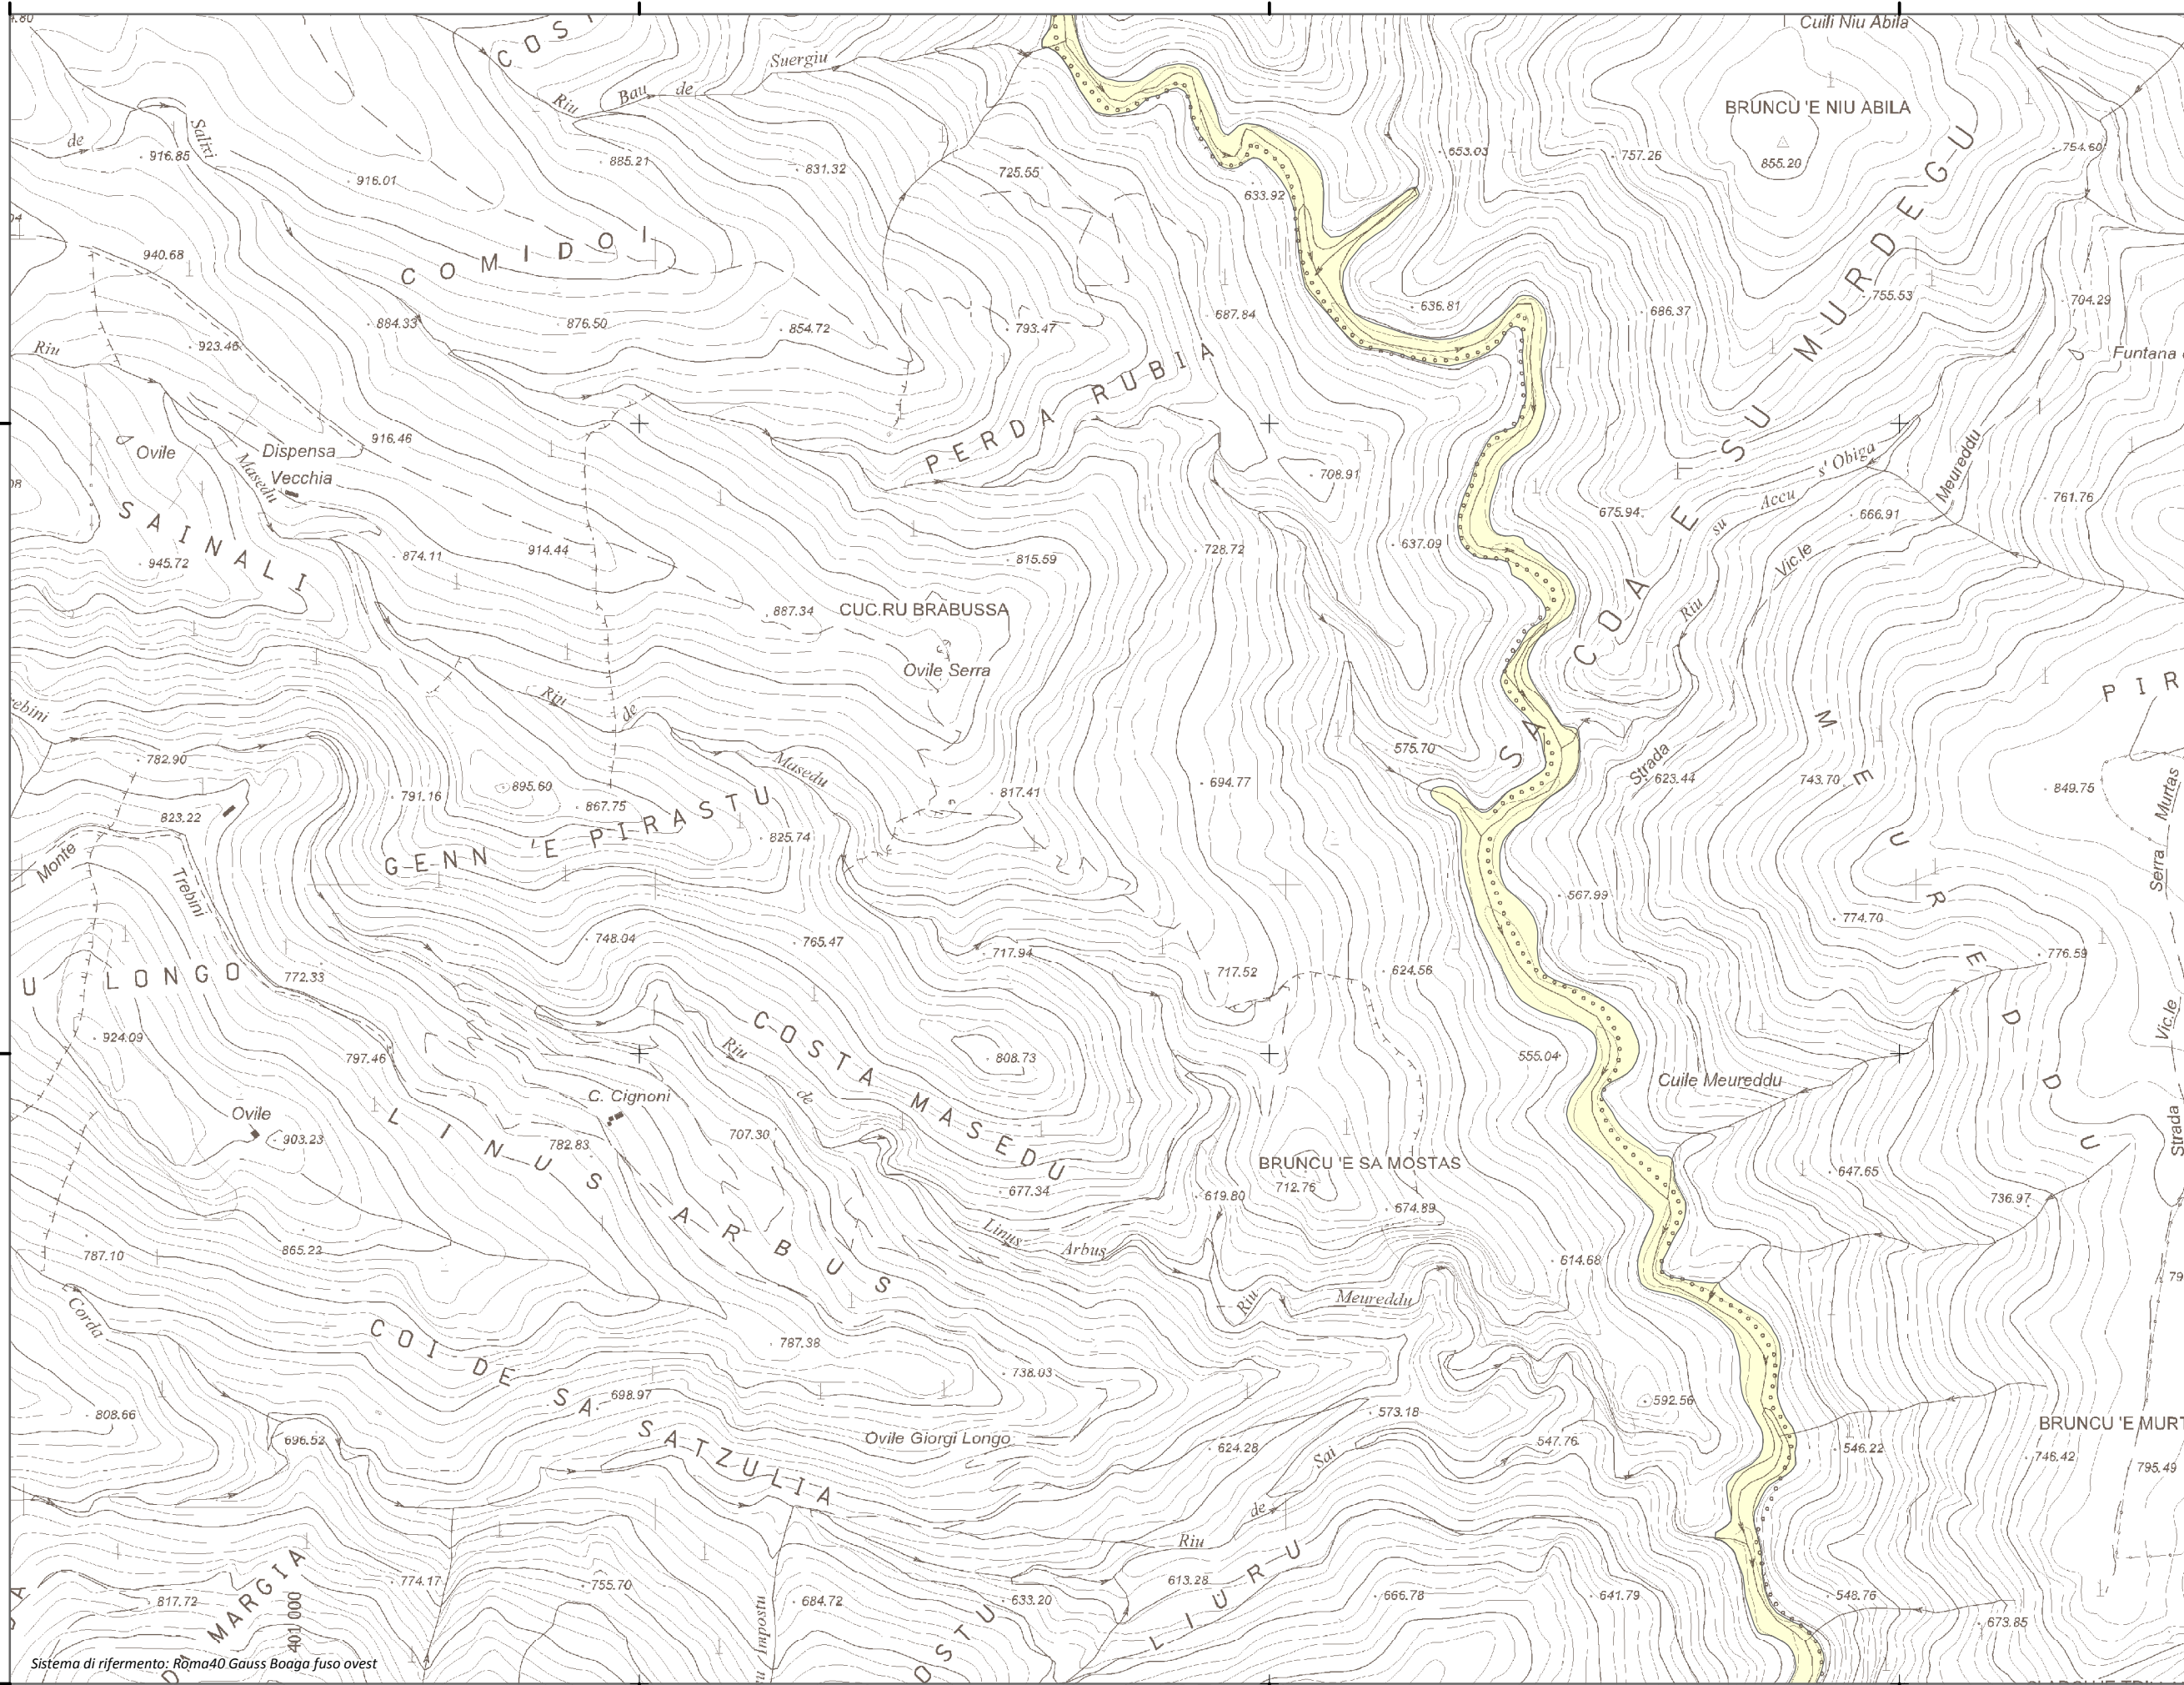 Cuili Niu Abila
COS
Suergiu
Riu Bau de
BRUNCU 'E NIU ABILA
855.20
de
Salixi
916.85
916.01
885.21
831.32
725.55
633.92
653.03
757.26
754.60
940.68
COMIDOI
884.33
876.50
854.72
793.47
687.84
636.81
686.37
755.53
704.29
Riu
923.46
Funtana
PERDA RUBIA
SA COA E SU MURDEGU
916.46
Ovile
Dispensa
Vecchia
Masedu
708.91
Riu su Accu s' Obiga
Meureddu
Vic.le
Strada
761.76
666.91
675.94
SAINALI
945.72
874.11
914.44
815.59
728.72
637.09
887.34
CUC.RU BRABUSSA
Ovile Serra
Riu de Masedu
PIR
782.90
791.16
895.60
867.75
817.41
694.77
575.70
623.44
743.70
849.75
823.22
GENN 'E PIRASTU
825.74
MEUREDDU
Murtas
Serra
Vic.le
Strada
Monte
Trebini
748.04
765.47
717.94
717.52
624.56
567.99
774.70
776.59
U LONGO
772.33
924.09
797.46
COSTA MASEDU
808.73
555.04
Cuile Meureddu
Riu de Linus Arbus
C. Cignoni
Ovile
903.23
782.83
707.30
LINUS ARBUS
BRUNCU 'E SA MOSTAS
712.76
677.34
619.80
674.89
647.65
736.97
787.10
865.22
614.68
Riu Meureddu
Corda
COI DE SA SATZULIA
787.38
738.03
698.97
808.66
573.18
592.56
BRUNCU 'E MURT
696.52
Ovile Giorgi Longo
624.28
547.76
546.22
746.42
795.49
Riu de Sai
MARGIA
774.17
755.70
684.72
633.20
613.28
LIURU
666.78
641.79
548.76
673.85
817.72
401 000
Impostu
OSTU
Sistema di rifermento: Roma40 Gauss Boaga fuso ovest